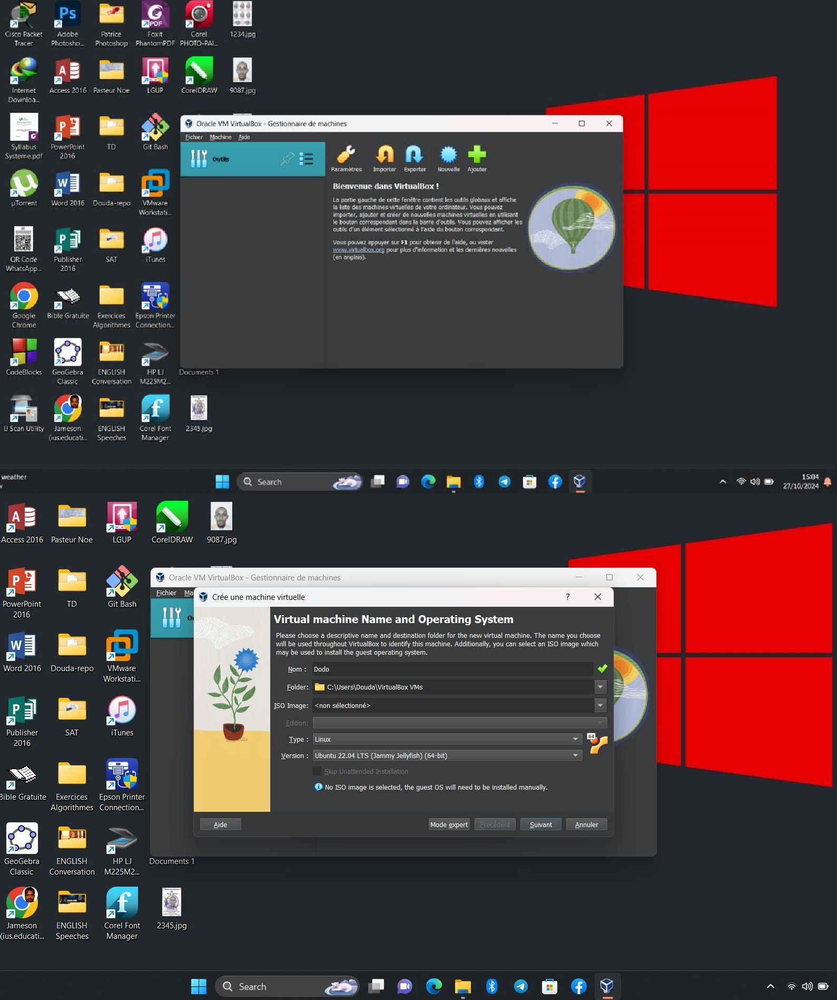 Cisco Packet Tracer
Adobe Photosho...
Patrice Photoshop
Foxit PhantomPDF
Corel PHOTO-PAI...
1234.jpg
Internet Downloa...
Access 2016
Pasteur Noe
LGUP
CorelDRAW
9087.jpg
Syllabus Systeme.pdf
PowerPoint 2016
TD
Git Bash
Oracle VM VirtualBox - Gestionnaire de machines
Fichier Machine Aide
Outils
Paramètres Importer Exporter Nouvelle Ajouter
Bienvenue dans VirtualBox !
La partie gauche de cette fenêtre contient les outils globaux et affiche
la liste des machines virtuelles de votre ordinateur. Vous pouvez
importer, ajouter et créer de nouvelles machines virtuelles en utilisant
le bouton correspondant dans la barre d'outils. Vous pouvez afficher les
outils d'un élément sélectionné à l'aide du bouton correspondant.
Vous pouvez appuyer sur F1 pour obtenir de l'aide, ou visiter
www.virtualbox.org pour plus d'information et les dernières nouvelles
(en anglais).
µTorrent
Word 2016
Douda-repo
VMware Workstati...
QR Code WhatsApp...
Publisher 2016
SAT
iTunes
Google Chrome
Bible Gratuite
Exercices Algorithmes
Epson Printer Connection...
CodeBlocks
GeoGebra Classic
ENGLISH Conversation
HP LJ M225M2...
Documents 1
IJ Scan Utility
Jameson (ius.educati...
ENGLISH Speeches
Corel Font Manager
2345.jpg
weather
Search
15:04
27/10/2024
Access 2016
Pasteur Noe
LGUP
CorelDRAW
9087.jpg
PowerPoint 2016
TD
Git Bash
Oracle VM VirtualBox - Gestionnaire de machines
Fichier Ma
Ou
Crée une machine virtuelle
?
Virtual machine Name and Operating System
Please choose a descriptive name and destination folder for the new virtual machine. The name you choose
will be used throughout VirtualBox to identify this machine. Additionally, you can select an ISO image which
may be used to install the guest operating system.
Nom : Dodo
Folder: C:\Users\Douda\VirtualBox VMs
ISO Image: <non sélectionné>
Edition:
Type : Linux
64
Version : Ubuntu 22.04 LTS (Jammy Jellyfish) (64-bit)
Skip Unattended Installation
No ISO image is selected, the guest OS will need to be installed manually.
Aide Mode expert Précédent Suivant Annuler
Word 2016
Douda-repo
VMware Workstati...
Publisher 2016
SAT
iTunes
Bible Gratuite
Exercices Algorithmes
Epson Printer Connection...
GeoGebra Classic
ENGLISH Conversation
HP LJ M225M2...
Documents 1
Jameson (ius.educati...
ENGLISH Speeches
Corel Font Manager
2345.jpg
Search